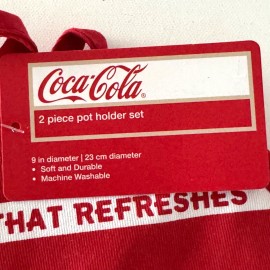 Coca-Cola®
2 piece pot holder set
9 in diameter | 23 cm diameter
• Soft and Durable
• Machine Washable
THAT REFRESHES